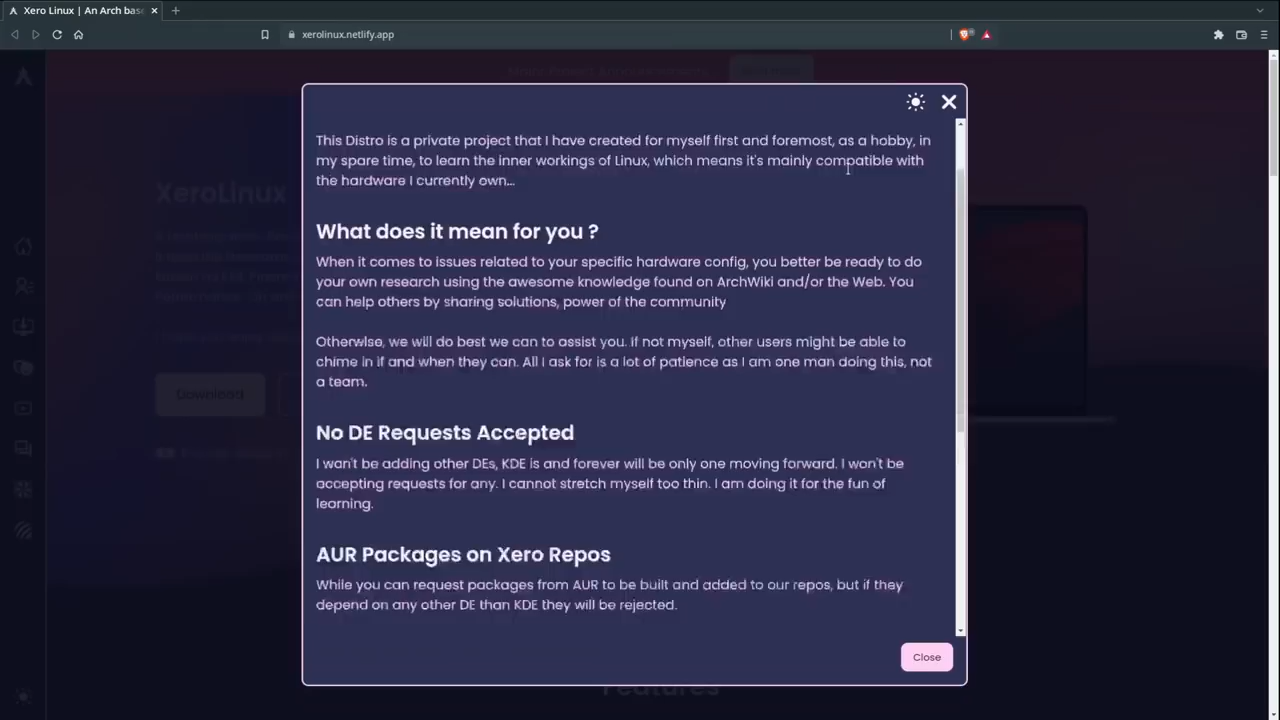 Xero Linux | An Arch bas
xerolinux.netlify.app
This Distro is a private project that I have created for myself first and foremost, as a hobby, in
my spare time, to learn the inner workings of Linux, which means it's mainly compatible with
the hardware I currently own...
What does it mean for you ?
When it comes to issues related to your specific hardware config, you better be ready to do
your own research using the awesome knowledge found on ArchWiki and/or the Web. You
can help others by sharing solutions, power of the community
Otherwise, we will do best we can to assist you. if not myself, other users might be able to
chime in if and when they can. All I ask for is a lot of patience as I am one man doing this, not
a team.
No DE Requests Accepted
I wan't be adding other DEs, KDE is and forever will be only one moving forward. I won't be
accepting requests for any. I cannot stretch myself too thin. I am doing it for the fun of
learning.
AUR Packages on Xero Repos
While you can request packages from AUR to be built and added to our repos, but if they
depend on any other DE than KDE they will be rejected.
Close
XeroLinux
Download
Features